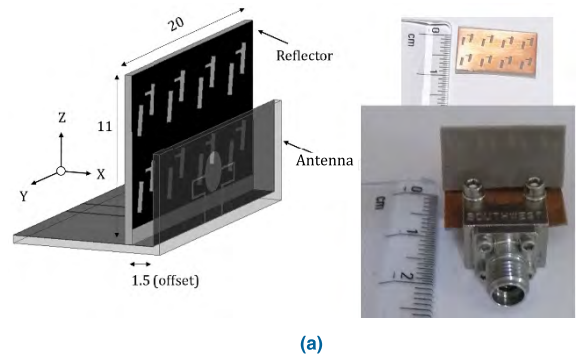 20
Reflector
Z
11
X
Antenna
Y
1.5 (offset)
0
cm
1
0
cm
1
2
SOUTHWEST
(a)